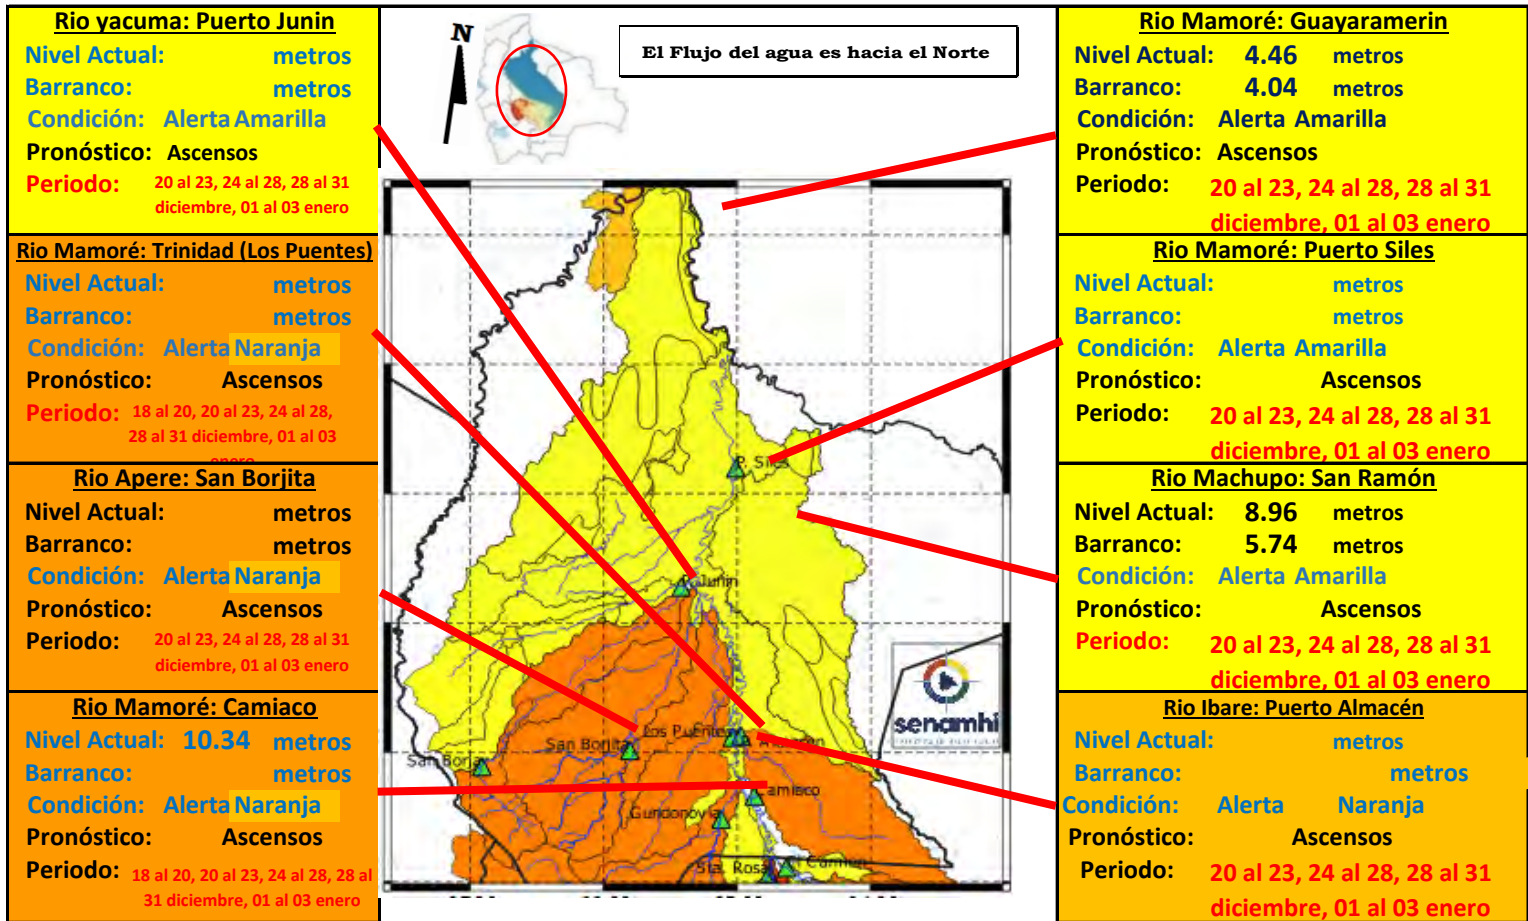 Rio yacuma: Puerto Junin
Nivel Actual: metros
Barranco: metros
Condición: Alerta Amarilla
Pronóstico: Ascensos
Periodo: 20 al 23, 24 al 28, 28 al 31
diciembre, 01 al 03 enero
Rio Mamoré: Trinidad (Los Puentes)
Nivel Actual: metros
Barranco: metros
Condición: Alerta Naranja
Pronóstico: Ascensos
Periodo: 18 al 20, 20 al 23, 24 al 28,
28 al 31 diciembre, 01 al 03
enero
Rio Apere: San Borjita
Nivel Actual: metros
Barranco: metros
Condición: Alerta Naranja
Pronóstico: Ascensos
Periodo: 20 al 23, 24 al 28, 28 al 31
diciembre, 01 al 03 enero
Rio Mamoré: Camiaco
Nivel Actual: 10.34 metros
Barranco: metros
Condición: Alerta Naranja
Pronóstico: Ascensos
Periodo: 18 al 20, 20 al 23, 24 al 28, 28 al
31 diciembre, 01 al 03 enero
N
El Flujo del agua es hacia el Norte
P. Siles
P. Junin
Los Puentes
San Borjita
San Borja
Camiaco
Gundonovia
Sta. Rosa
El Carmen
senamhi
Rio Mamoré: Guayaramerin
Nivel Actual: 4.46 metros
Barranco: 4.04 metros
Condición: Alerta Amarilla
Pronóstico: Ascensos
Periodo: 20 al 23, 24 al 28, 28 al 31
diciembre, 01 al 03 enero
Rio Mamoré: Puerto Siles
Nivel Actual: metros
Barranco: metros
Condición: Alerta Amarilla
Pronóstico: Ascensos
Periodo: 20 al 23, 24 al 28, 28 al 31
diciembre, 01 al 03 enero
Rio Machupo: San Ramón
Nivel Actual: 8.96 metros
Barranco: 5.74 metros
Condición: Alerta Amarilla
Pronóstico: Ascensos
Periodo: 20 al 23, 24 al 28, 28 al 31
diciembre, 01 al 03 enero
Rio Ibare: Puerto Almacén
Nivel Actual: metros
Barranco: metros
Condición: Alerta Naranja
Pronóstico: Ascensos
Periodo: 20 al 23, 24 al 28, 28 al 31
diciembre, 01 al 03 enero